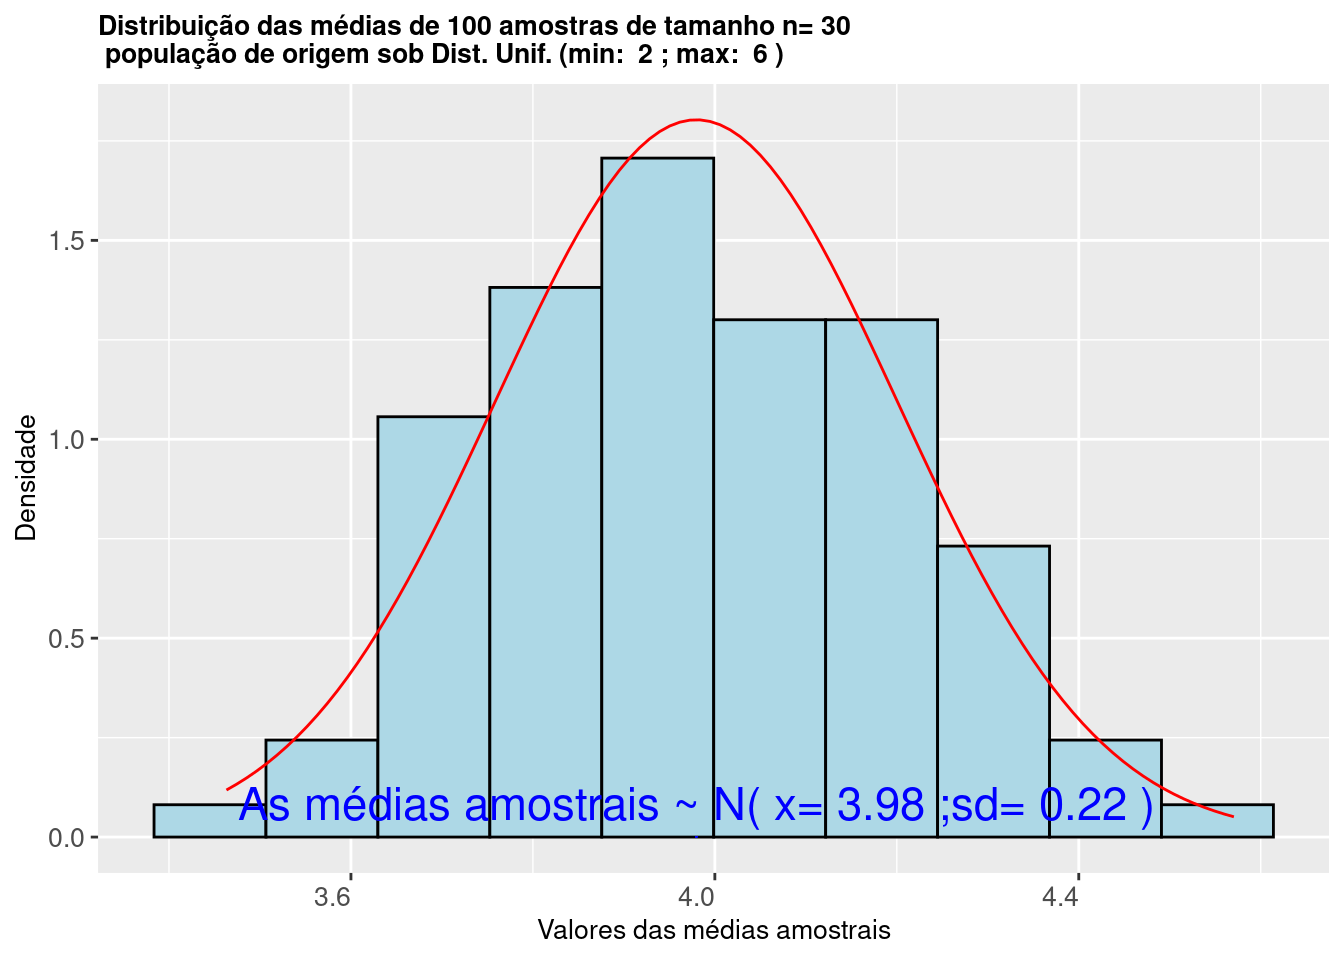 Distribuição das médias de 100 amostras de tamanho n= 30
população de origem sob Dist. Unif. (min:  2 ; max:  6 )
Densidade
1.5
1.0
0.5
0.0
As médias amostrais ~ N( x= 3.98 ;sd= 0.22 )
3.6
4.0
4.4
Valores das médias amostrais